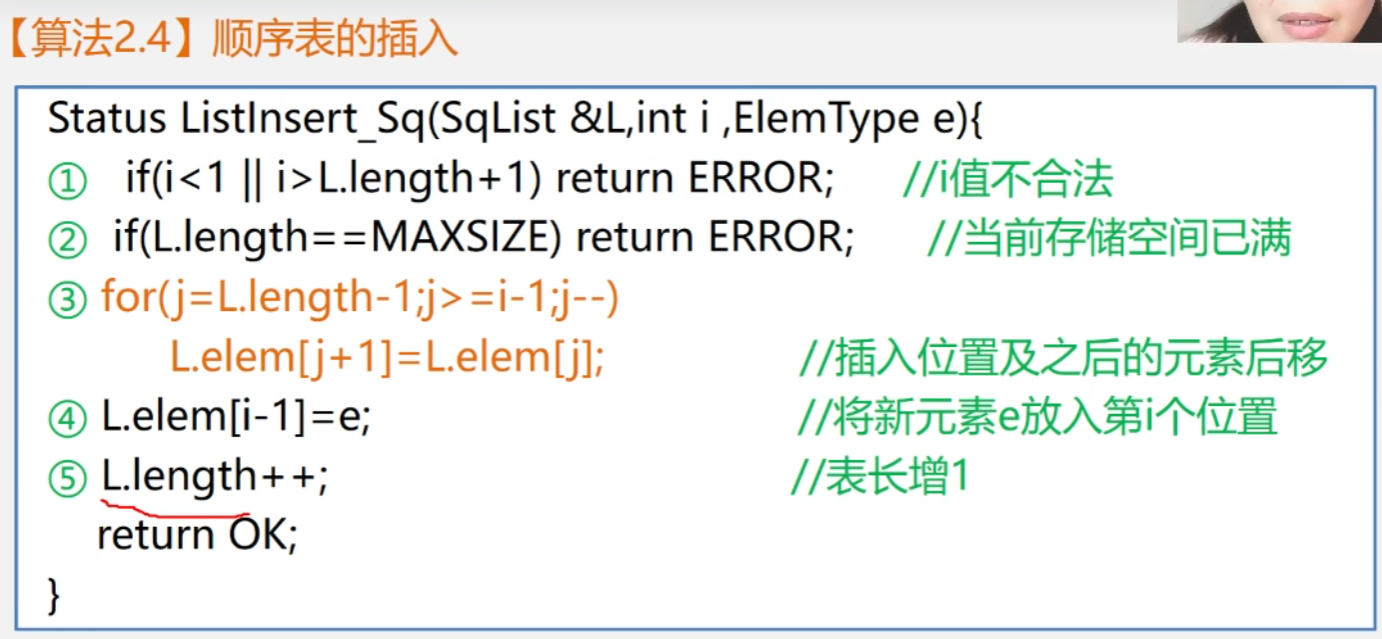 【算法2.4】顺序表的插入
Status ListInsert_Sq(SqList &L,int i ,ElemType e){
① if(i<1 || i>L.length+1) return ERROR; //i值不合法
② if(L.length==MAXSIZE) return ERROR; //当前存储空间已满
③ for(j=L.length-1;j>=i-1;j--)
L.elem[j+1]=L.elem[j]; //插入位置及之后的元素后移
④ L.elem[i-1]=e; //将新元素e放入第i个位置
⑤ L.length++; //表长增1
return OK;
}